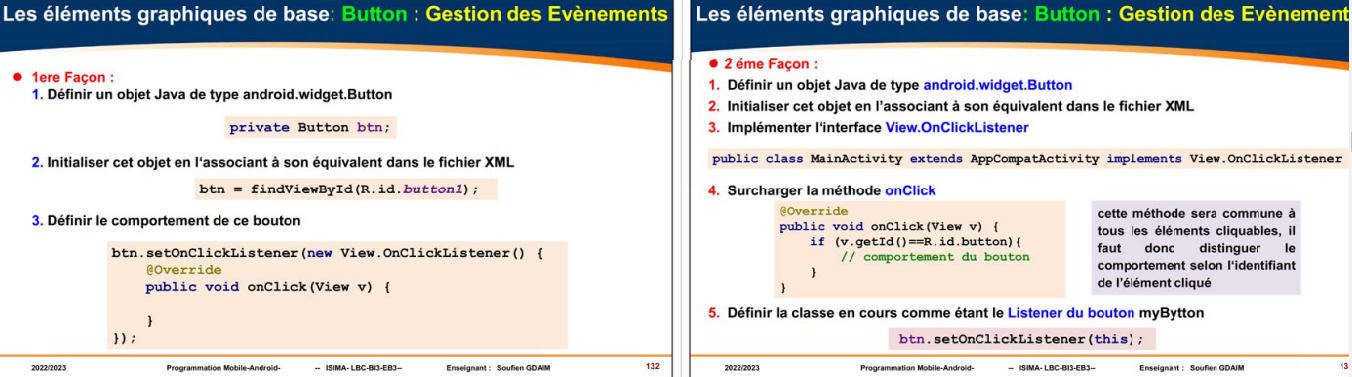 Les éléments graphiques de base: Button : Gestion des Evènements
1ere Façon :
1. Définir un objet Java de type android.widget.Button
private Button btn;
2. Initialiser cet objet en l'associant à son équivalent dans le fichier XML
btn = findViewById(R.id.button1);
3. Définir le comportement de ce bouton
btn.setOnClickListener(new View.OnClickListener() {
@Override
public void onClick(View v) {
}
});
2022/2023 Programmation Mobile-Android- -- ISIMA- LBC-BI3-EB3-- Enseignant : Soufien GDAIM 132
Les éléments graphiques de base: Button : Gestion des Evènement
2 éme Façon :
1. Définir un objet Java de type android.widget.Button
2. Initialiser cet objet en l'associant à son équivalent dans le fichier XML
3. Implémenter l'interface View.OnClickListener
public class MainActivity extends AppCompatActivity implements View.OnClickListener
4. Surcharger la méthode onClick
@Override
public void onClick(View v) {
if (v.getId()==R.id.button){
// comportement du bouton
}
}
cette méthode sera commune à
tous les éléments cliquables, il
faut donc distinguer le
comportement selon l'identifiant
de l'élément cliqué
5. Définir la classe en cours comme étant le Listener du bouton myBytton
btn.setOnClickListener(this);
2022/2023 Programmation Mobile-Android- -- ISIMA- LBC-BI3-EB3-- Enseignant : Soufien GDAIM 13